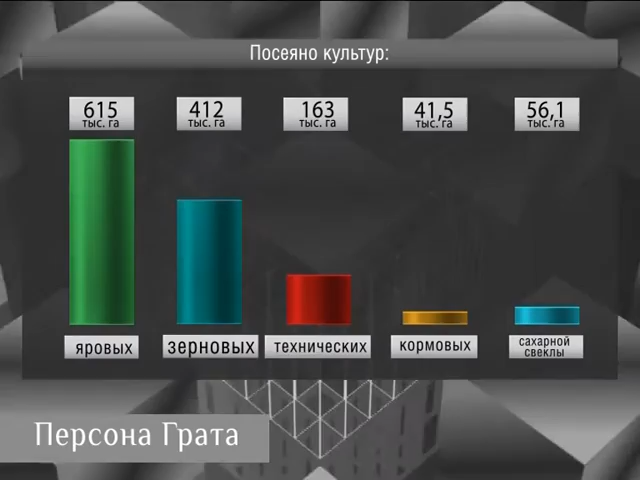 Посеяно культур:
615 412 163 41,5 56,1
тыс. га тыс. га тыс. га тыс. га тыс. га
яровых зерновых технических кормовых сахарной
свеклы
Персона Грата